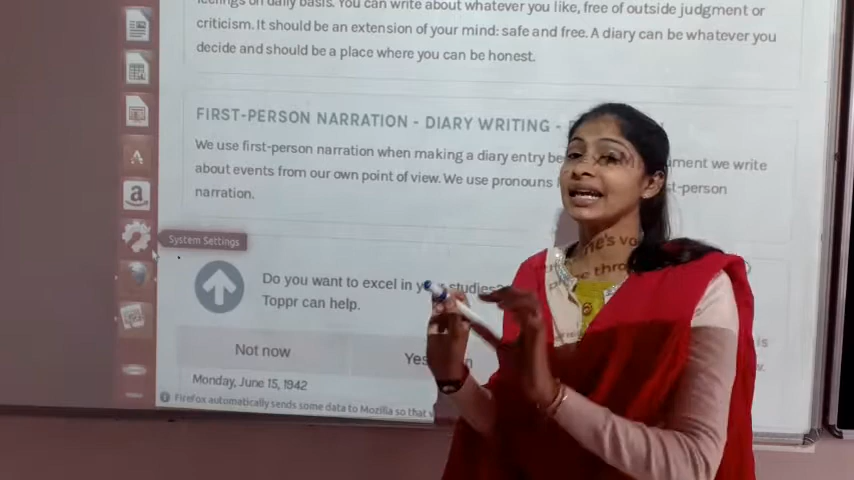 feelings on daily basis. You can write about whatever you like, free of outside judgment or
criticism. It should be an extension of your mind: safe and free. A diary can be whatever you
decide and should be a place where you can be honest.
FIRST-PERSON NARRATION - DIARY WRITING -
We use first-person narration when making a diary entry be ument we write
about events from our own point of view. We use pronouns st-person
narration.
System Settings
Do you want to excel in your studies?
Toppr can help.
Not now
Yes
Monday, June 15, 1942
Firefox automatically sends some data to Mozilla so that